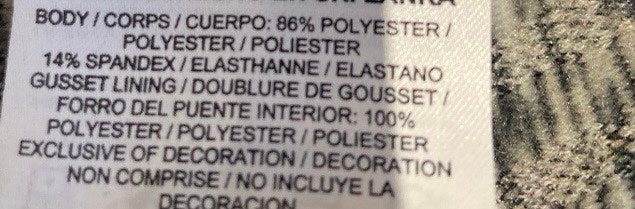 BODY / CORPS / CUERPO: 86% POLYESTER /
POLYESTER / POLIESTER
14% SPANDEX / ELASTHANNE / ELASTANO
GUSSET LINING / DOUBLURE DE GOUSSET /
FORRO DEL PUENTE INTERIOR: 100%
POLYESTER / POLYESTER / POLIESTER
EXCLUSIVE OF DECORATION / DECORATION
NON COMPRISE / NO INCLUYE LA
DECORACION